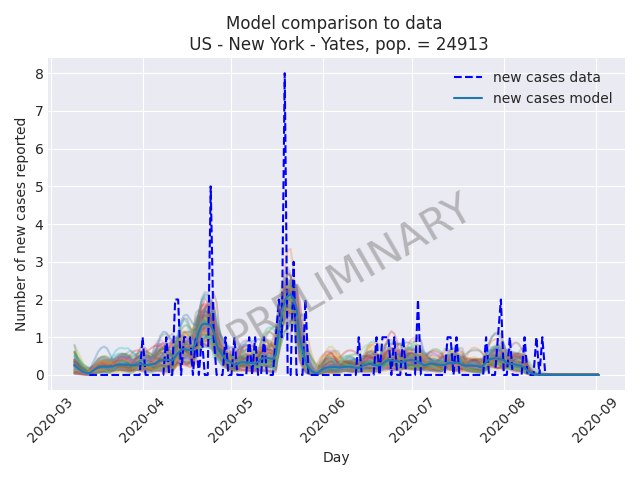 Model comparison to data
US - New York - Yates, pop. = 24913
new cases data
new cases model
Number of new cases reported
8
7
6
5
4
3
2
1
0
PRELIMINARY
2020-03
2020-04
2020-05
2020-06
2020-07
2020-08
2020-09
Day